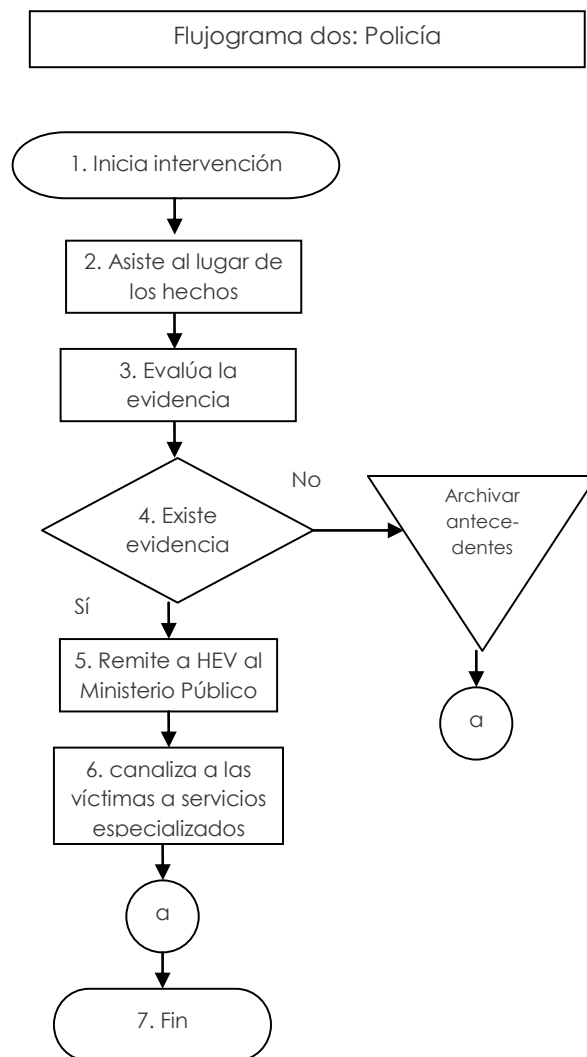 Flujograma dos: Policía
1. Inicia intervención
2. Asiste al lugar de
los hechos
3. Evalúa la
evidencia
No
4. Existe
evidencia
Archivar
antece-
dentes
Sí
5. Remite a HEV al
Ministerio Público
a
6. canaliza a las
víctimas a servicios
especializados
a
7. Fin